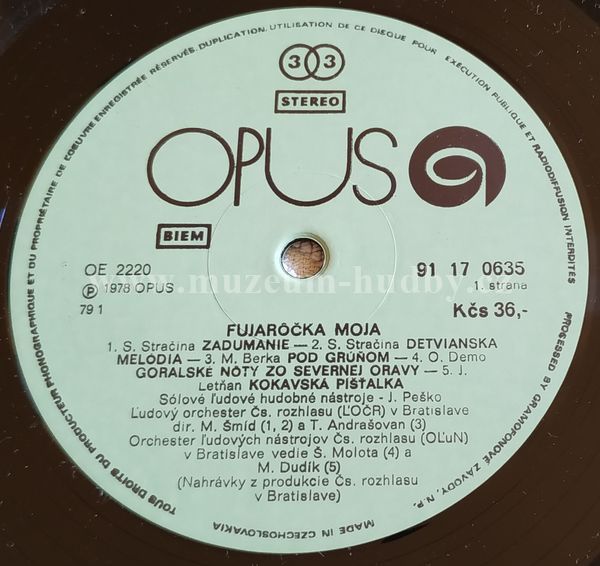 TOUS DROITS DU PRODUCTEUR PHONOGRAPHIQUE ET DU PROPRIÉTAIRE DE L'OEUVRE ENREGISTRÉE RÉSERVÉS. DUPLICATION, UTILISATION DE CE DISQUE POUR EXÉCUTION PUBLIQUE ET RADIODIFFUSION INTERDITES
PROCESSED BY GRAMOFONOVÉ ZÁVODY, N.P.
33
STEREO
OPUS
BIEM
OE 2220
℗ 1978 OPUS
79 1
91 17 0635
1. strana
Kčs 36,-
www.muzeum-hudby.cz
FUJARÔČKA MOJA
1. S. Stračina ZADUMANIE — 2. S. Stračina DETVIANSKA
MELÓDIA — 3. M. Berka POD GRÚŇOM — 4. O. Demo
GORALSKÉ NÔTY ZO SEVERNEJ ORAVY — 5. J.
Letňan KOKAVSKÁ PÍŠŤALKA
Sólové ľudové hudobné nástroje - J. Peško
Ľudový orchester Čs. rozhlasu (ĽOČR) v Bratislave
dir. M. Šmíd (1, 2) a T. Andrašovan (3)
Orchester ľudových nástrojov Čs. rozhlasu (OĽuN)
v Bratislave vedie Š. Molota (4) a
M. Dudík (5)
(Nahrávky z produkcie Čs. rozhlasu
v Bratislave)
MADE IN CZECHOSLOVAKIA